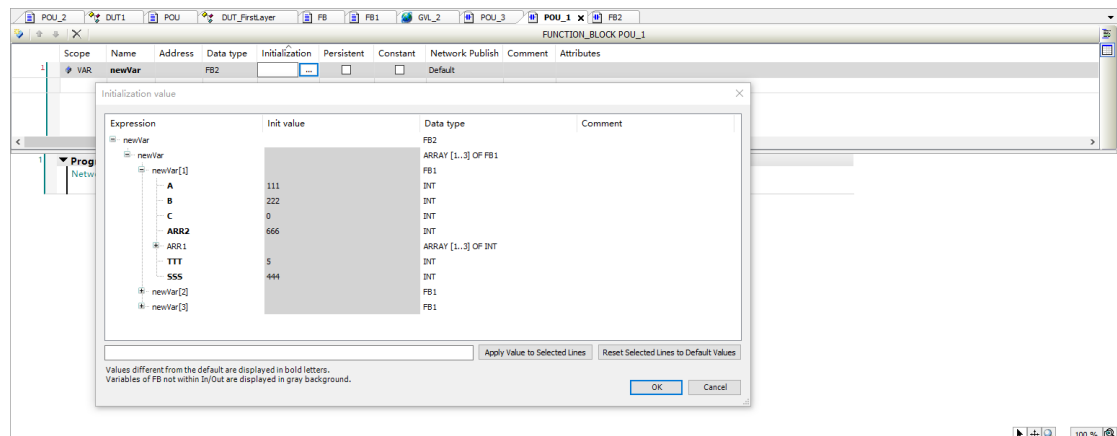 POU_2 DUT1 POU DUT_FirstLayer FB FB1 GVL_2 POU_3 POU_1 x FB2
FUNCTION_BLOCK POU_1
Scope Name Address Data type Initialization Persistent Constant Network Publish Comment Attributes
1 VAR newVar FB2 ... Default
Initialization value
Expression Init value Data type Comment
newVar FB2
newVar ARRAY [1..3] OF FB1
newVar[1] FB1
A 111 INT
B 222 INT
C 0 INT
ARR2 666 INT
ARR1 ARRAY [1..3] OF INT
TTT 5 INT
SSS 444 INT
newVar[2] FB1
newVar[3] FB1
Apply Value to Selected Lines Reset Selected Lines to Default Values
Values different from the default are displayed in bold letters.
Variables of FB not within In/Out are displayed in gray background.
OK Cancel
1 Prog
Netw
100 %